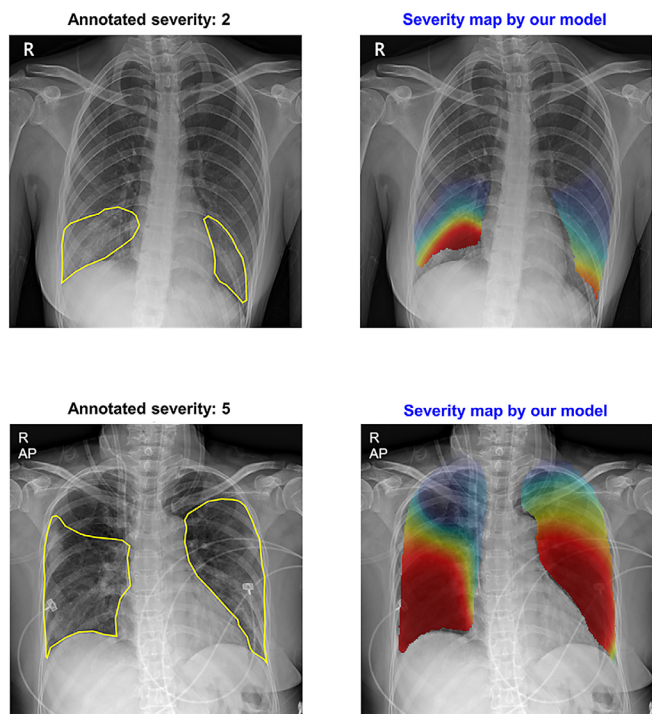 Annotated severity: 2
Severity map by our model
R
R
Annotated severity: 5
Severity map by our model
R
AP
R
AP